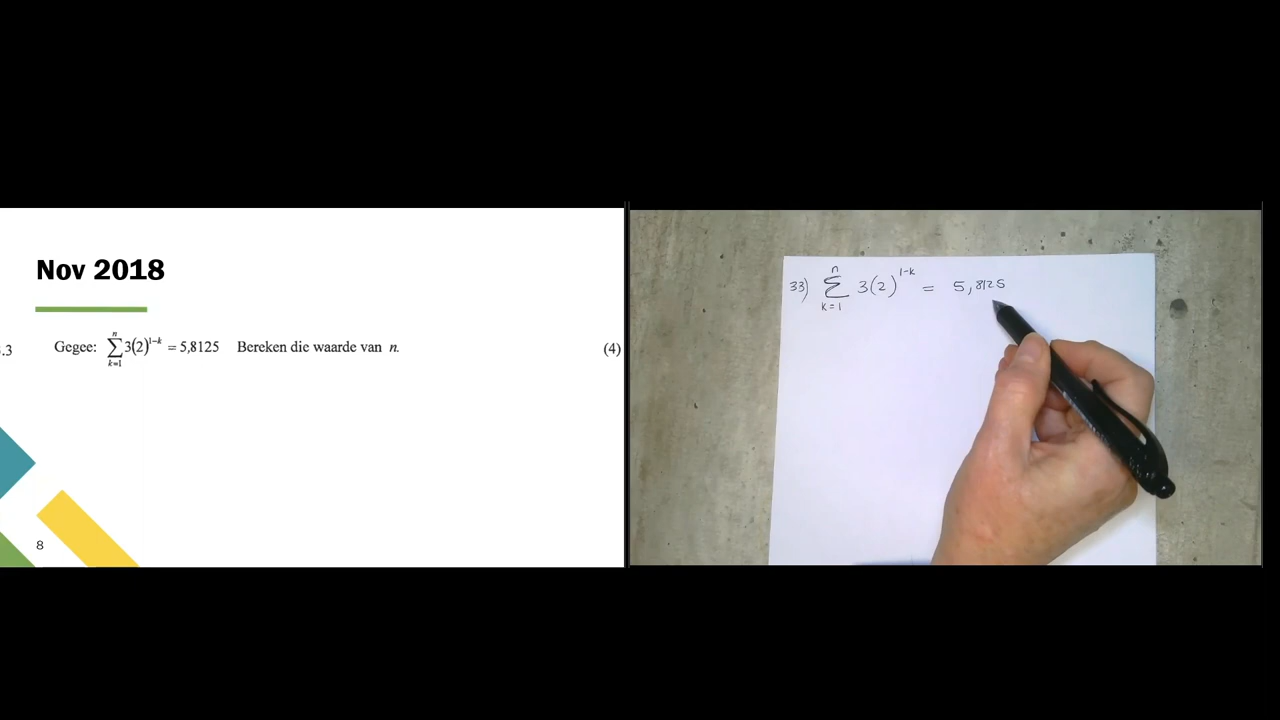 Nov 2018
.3 Gegee: \sum_{k=1}^{n} 3(2)^{1-k} = 5,8125 Bereken die waarde van n. (4)
8
33) \sum_{k=1}^{n} 3(2)^{1-k} = 5,8125